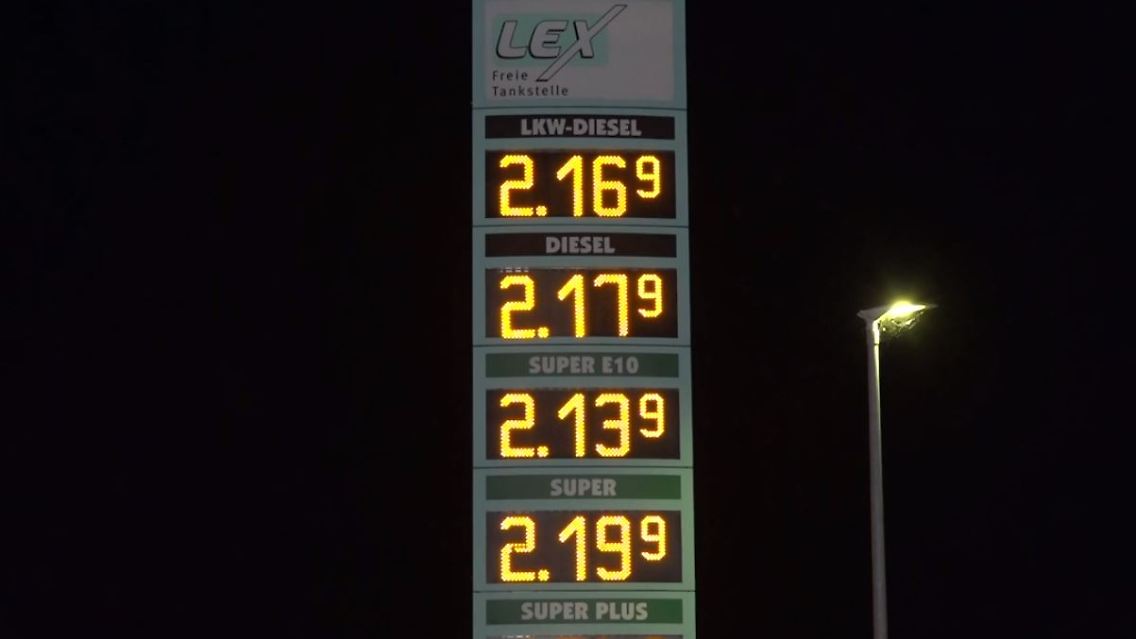 LEX
Freie
Tankstelle
LKW-DIESEL
2.16⁹
DIESEL
2.17⁹
SUPER E10
2.13⁹
SUPER
2.19⁹
SUPER PLUS